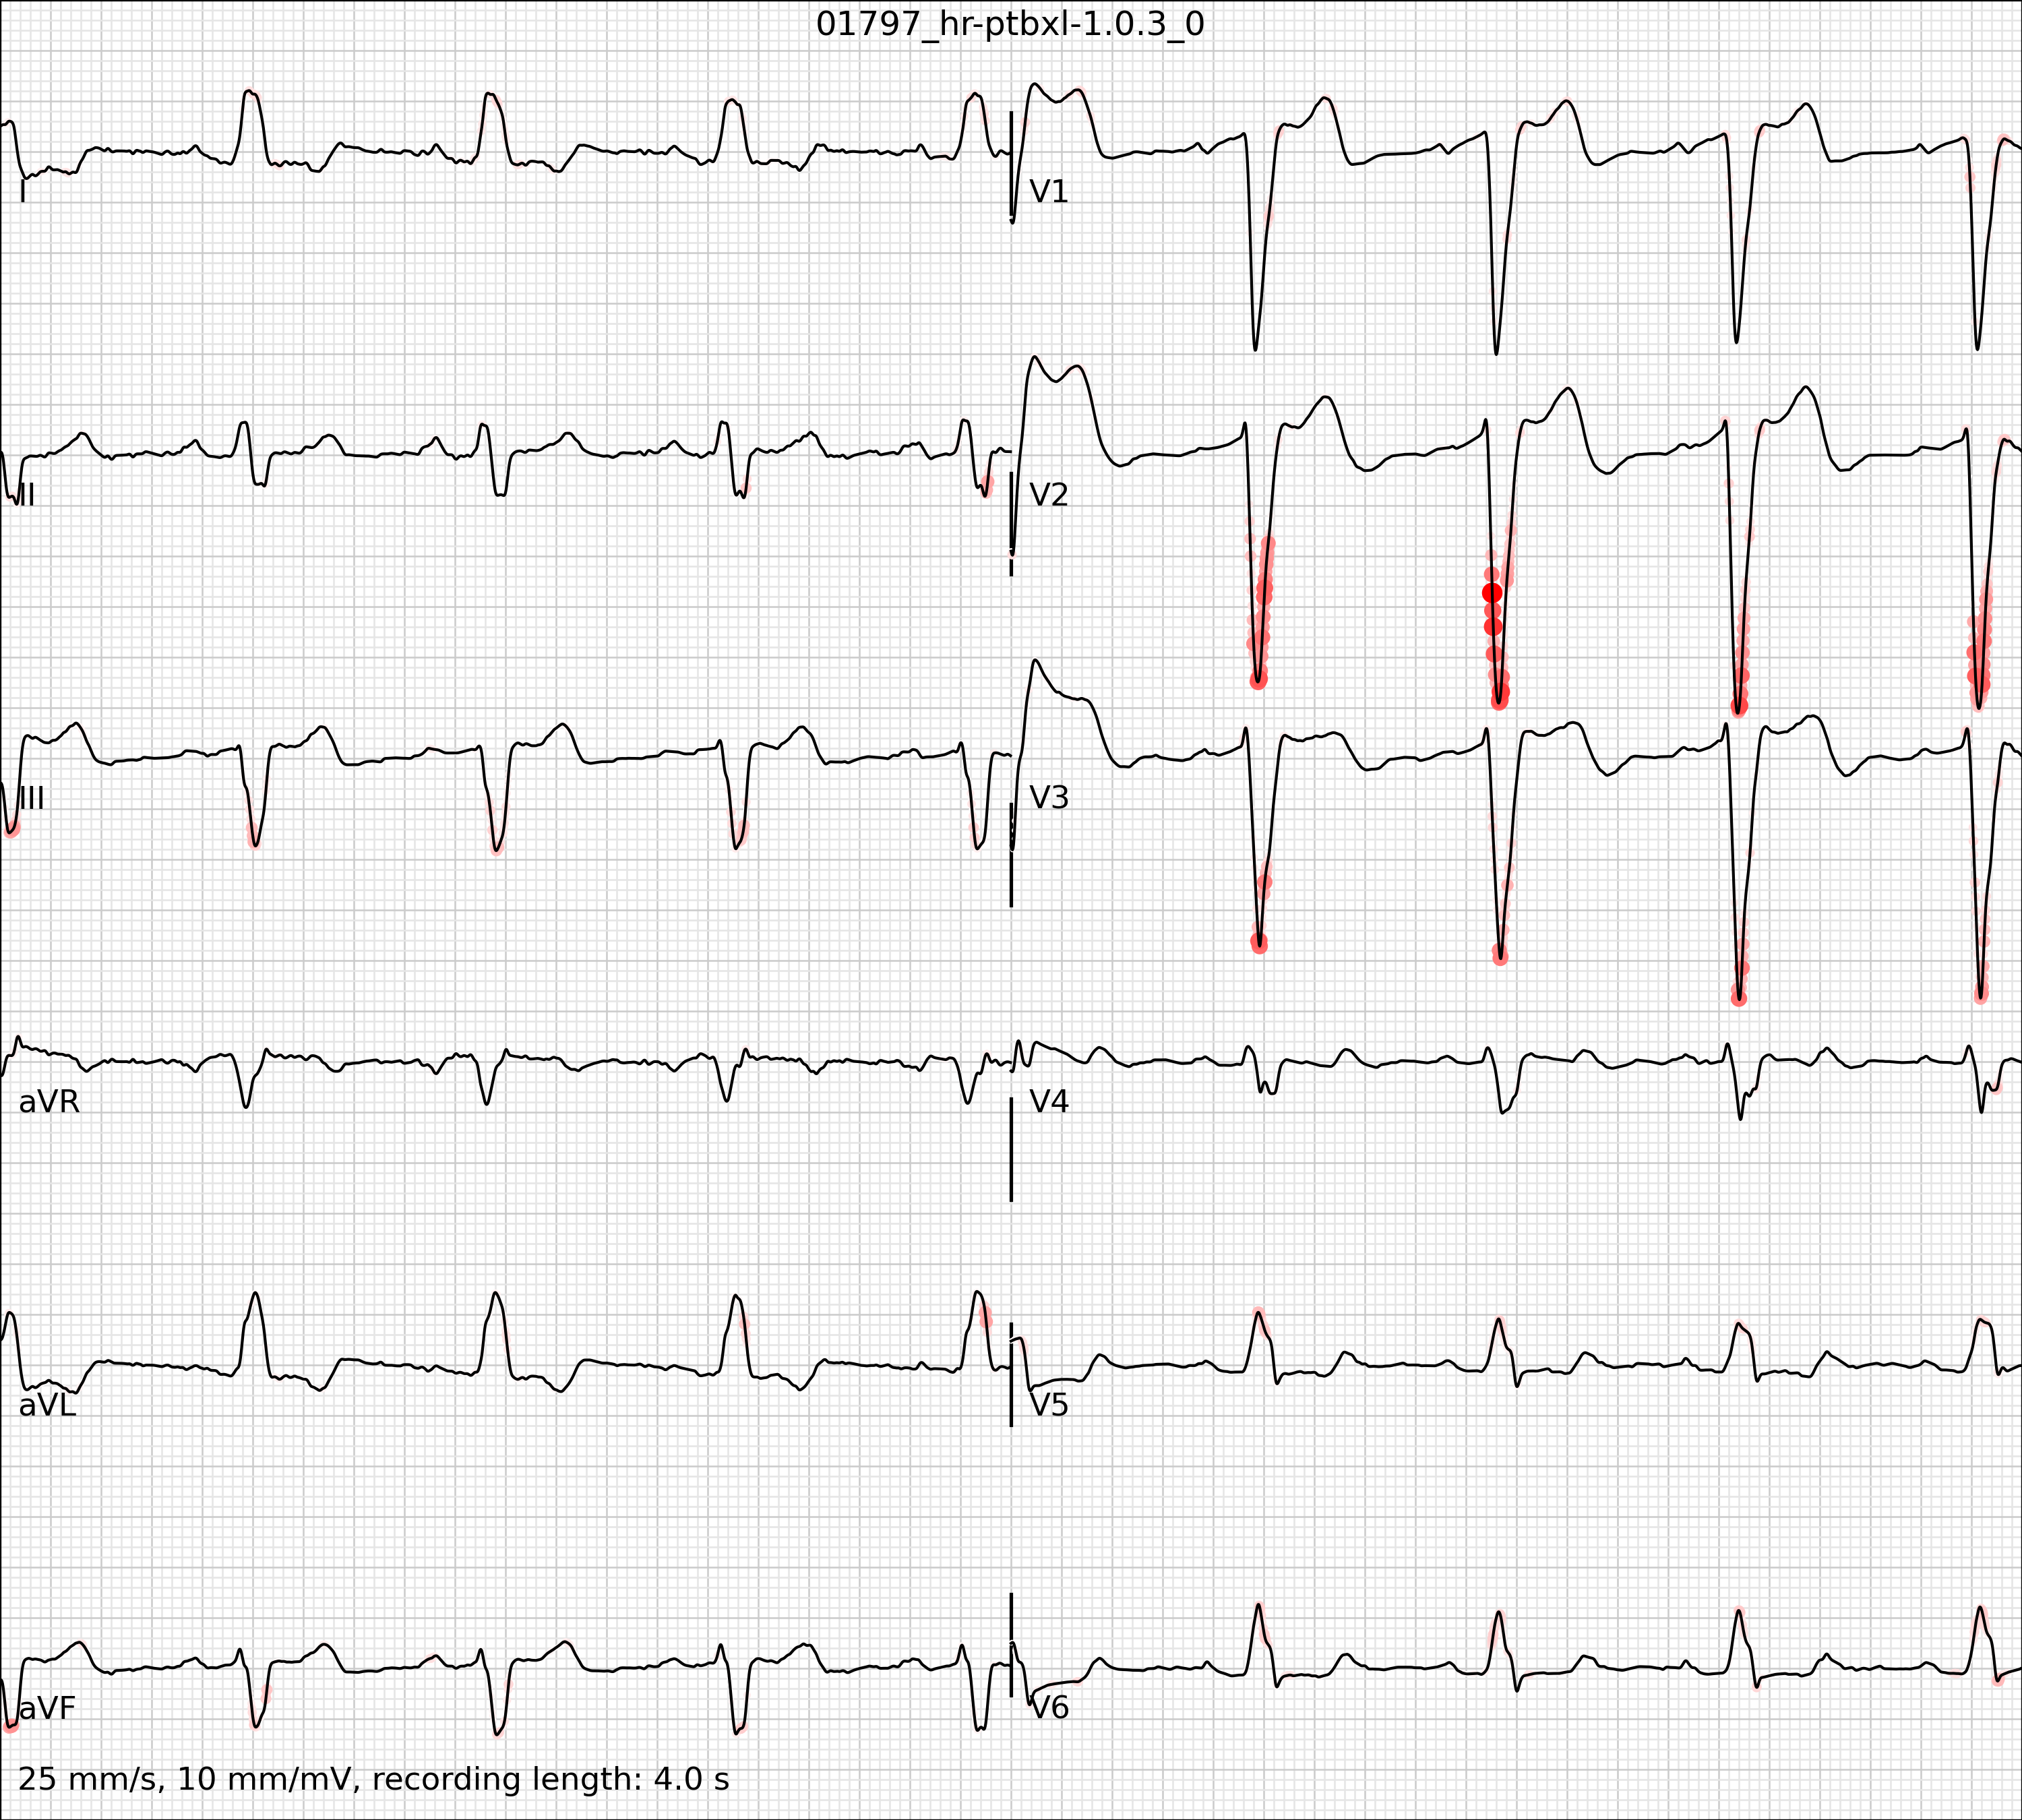 01797_hr-ptbxl-1.0.3_0
I
V1
II
V2
III
V3
aVR
V4
aVL
V5
aVF
V6
25 mm/s, 10 mm/mV, recording length: 4.0 s